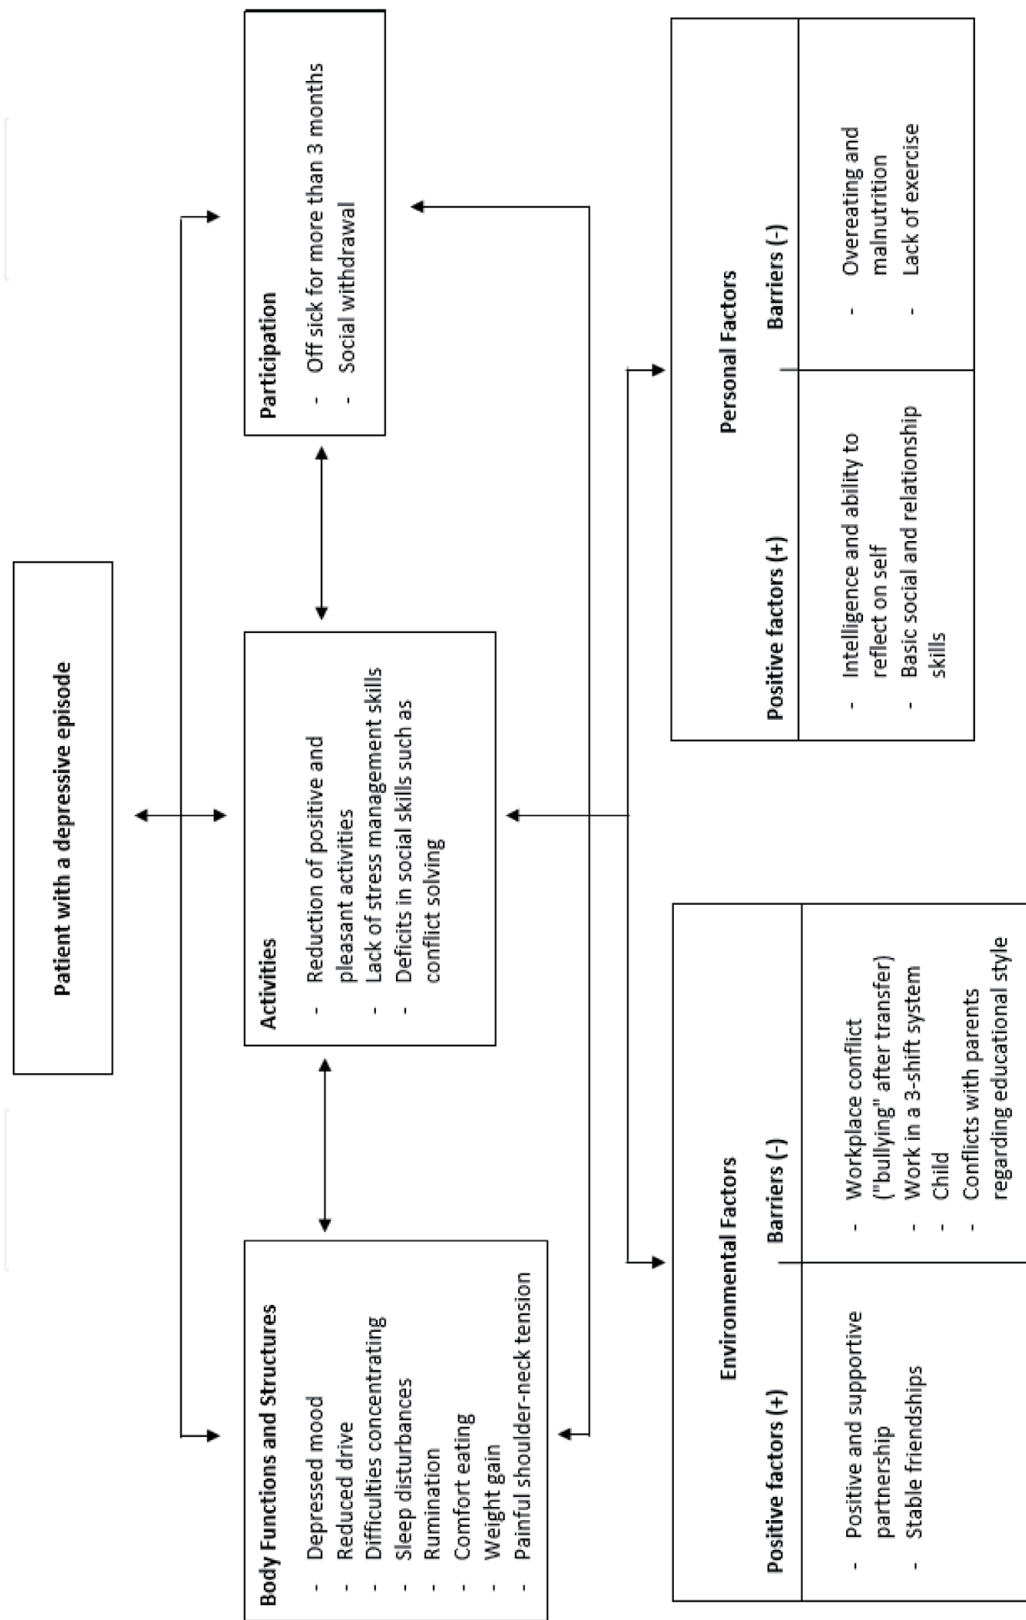 Patient with a depressive episode
Body Functions and Structures
- Depressed mood
- Reduced drive
- Difficulties concentrating
- Sleep disturbances
- Rumination
- Comfort eating
- Weight gain
- Painful shoulder-neck tension
Activities
- Reduction of positive and
pleasant activities
- Lack of stress management skills
- Deficits in social skills such as
conflict solving
Participation
- Off sick for more than 3 months
- Social withdrawal
Environmental Factors
Positive factors (+)
- Positive and supportive
partnership
- Stable friendships
Barriers (-)
- Workplace conflict
("bullying" after transfer)
- Work in a 3-shift system
- Child
- Conflicts with parents
regarding educational style
Personal Factors
Positive factors (+)
- Intelligence and ability to
reflect on self
- Basic social and relationship
skills
Barriers (-)
- Overeating and
malnutrition
- Lack of exercise